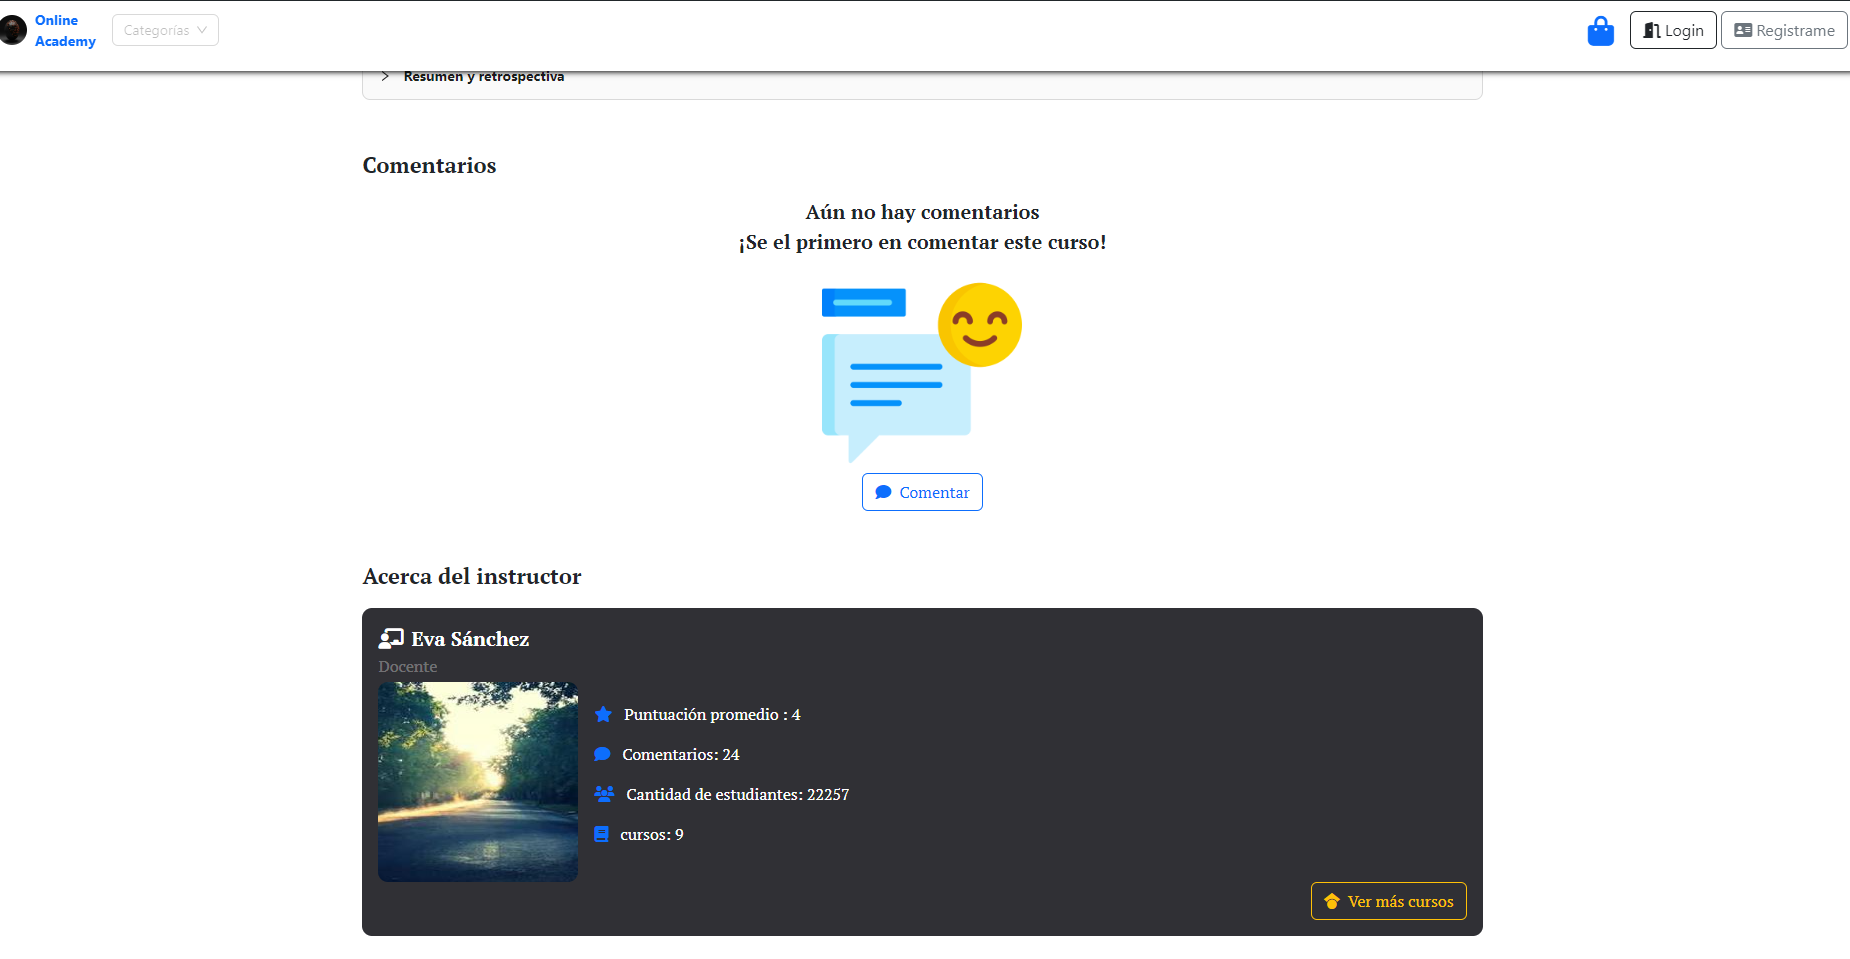 Online
Academy
Categorías
Login
Registrame
Resumen y retrospectiva
Comentarios
Aún no hay comentarios
¡Se el primero en comentar este curso!
Comentar
Acerca del instructor
Eva Sánchez
Docente
Puntuación promedio : 4
Comentarios: 24
Cantidad de estudiantes: 22257
cursos: 9
Ver más cursos